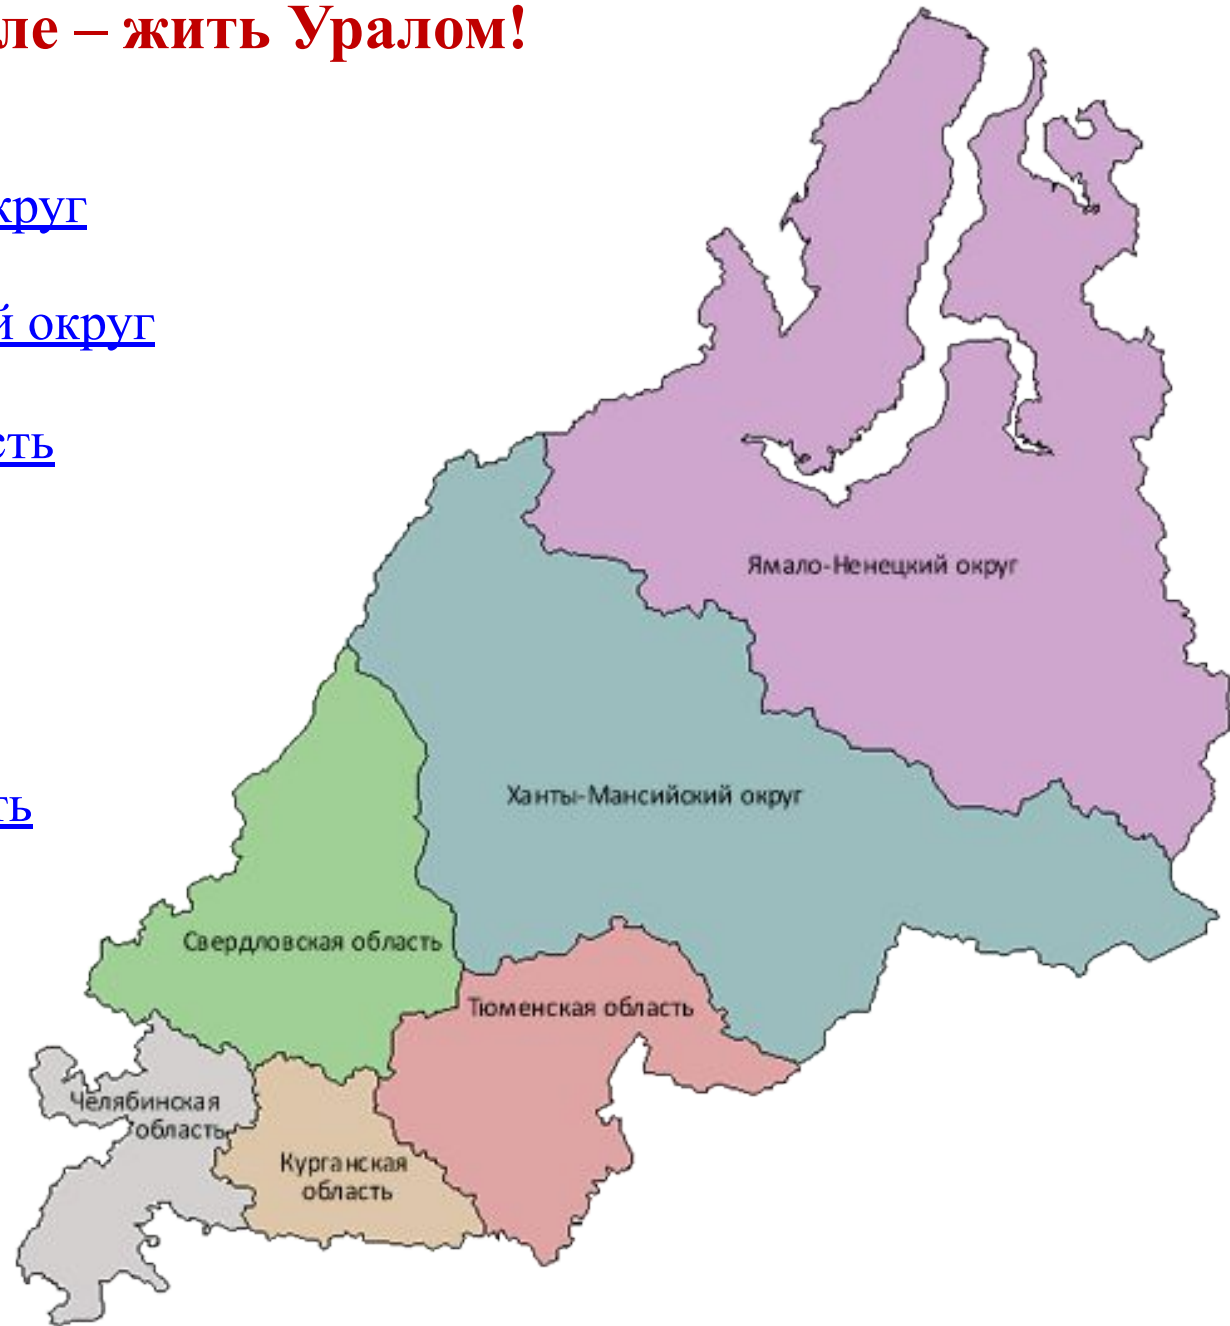 ле – жить Уралом!
круг
й округ
сть
ть
Ямало-Ненецкий округ
Ханты-Мансийский округ
Свердловская область
Тюменская область
Челябинская
область
Курганская
область